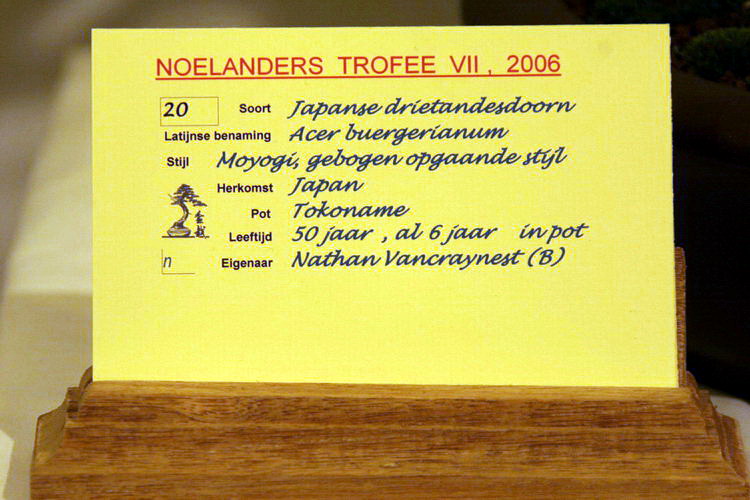 NOELANDERS TROFEE VII , 2006
20 Soort Japanse drietandesdoorn
Latijnse benaming Acer buergerianum
Stijl Moyogi, gebogen opgaande stijl
Herkomst Japan
Pot Tokoname
Leeftijd 50 jaar , al 6 jaar in pot
n Eigenaar Nathan Vancraynest (B)